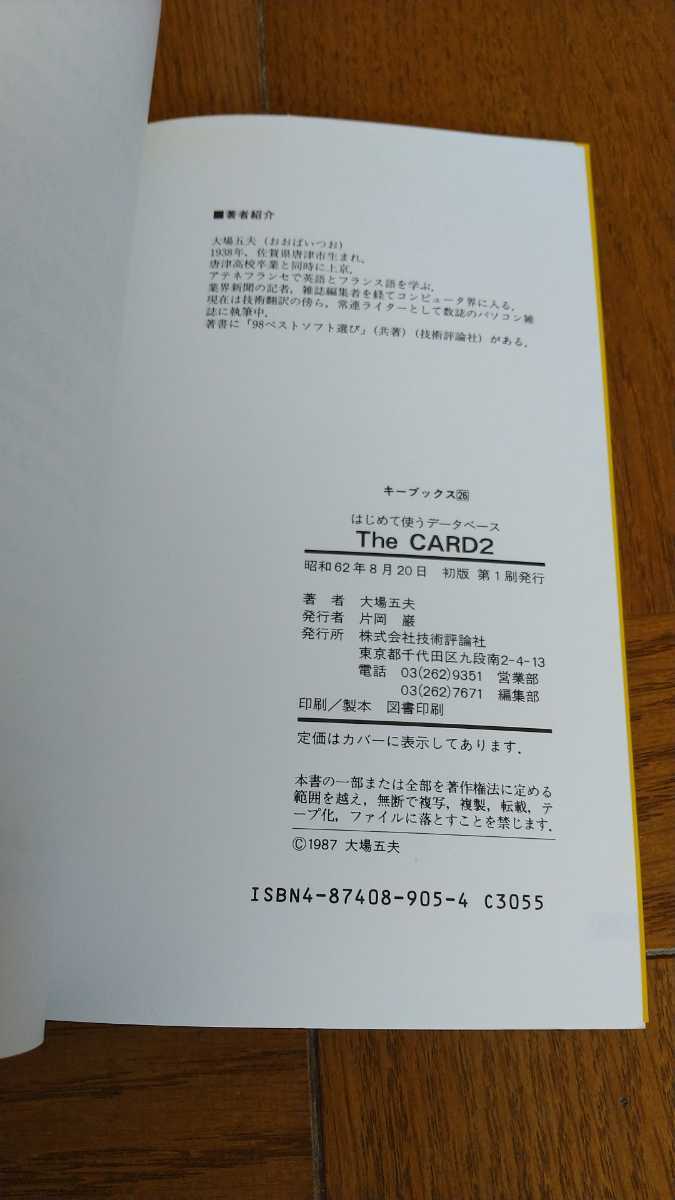 ■著者紹介
大場五夫(おおばいつお)
1938年，佐賀県唐津市生まれ．
唐津高校卒業と同時に上京．
アテネフランセで英語とフランス語を学ぶ．
業界新聞の記者，雑誌編集者を経てコンピュータ界に入る．
現在は技術翻訳の傍ら，常連ライターとして数誌のパソコン雑
誌に執筆中．
著書に「98ベストソフト選び」(共著)(技術評論社)がある．
キーブックス㉖
はじめて使うデータベース
The CARD2
昭和62年8月20日 初版 第1刷発行
著 者 大場五夫
発行者 片岡 巌
発行所 株式会社技術評論社
東京都千代田区九段南2-4-13
電話 03(262)9351 営業部
03(262)7671 編集部
印刷／製本 図書印刷
定価はカバーに表示してあります．
本書の一部または全部を著作権法に定める
範囲を越え，無断で複写，複製，転載，テ
ープ化，ファイルに落とすことを禁じます．
©1987 大場五夫
ISBN4-87408-905-4 C3055